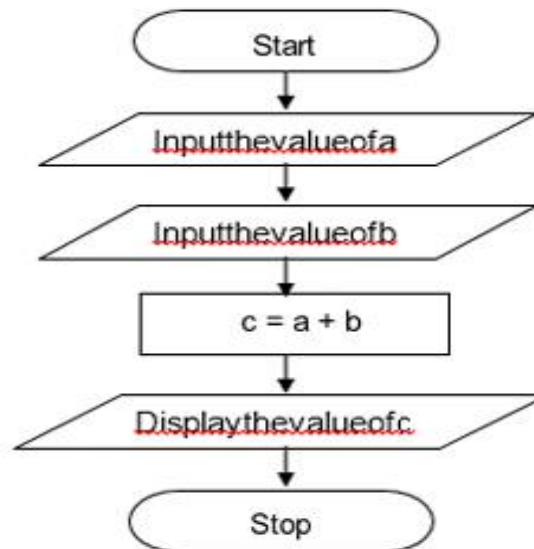 Start
Inputthevalueofa
Inputthevalueofb
c = a + b
Displaythevalueofc
Stop